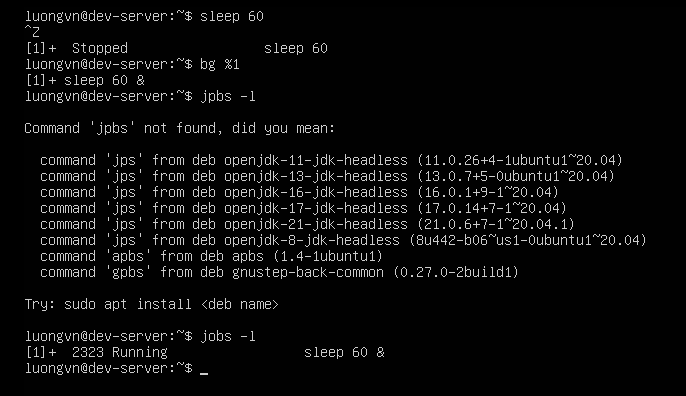 luongvn@dev-server:~$ sleep 60
^Z
[1]+  Stopped                 sleep 60
luongvn@dev-server:~$ bg %1
[1]+ sleep 60 &
luongvn@dev-server:~$ jpbs -l
Command 'jpbs' not found, did you mean:
  command 'jps' from deb openjdk-11-jdk-headless (11.0.26+4-1ubuntu1~20.04)
  command 'jps' from deb openjdk-13-jdk-headless (13.0.7+5-0ubuntu1~20.04)
  command 'jps' from deb openjdk-16-jdk-headless (16.0.1+9-1~20.04)
  command 'jps' from deb openjdk-17-jdk-headless (17.0.14+7-1~20.04)
  command 'jps' from deb openjdk-21-jdk-headless (21.0.6+7-1~20.04.1)
  command 'jps' from deb openjdk-8-jdk-headless (8u442-b06~us1-0ubuntu1~20.04)
  command 'apbs' from deb apbs (1.4-1ubuntu1)
  command 'gpbs' from deb gnustep-back-common (0.27.0-2build1)
Try: sudo apt install <deb name>
luongvn@dev-server:~$ jobs -l
[1]+  2323 Running                 sleep 60 &
luongvn@dev-server:~$ _